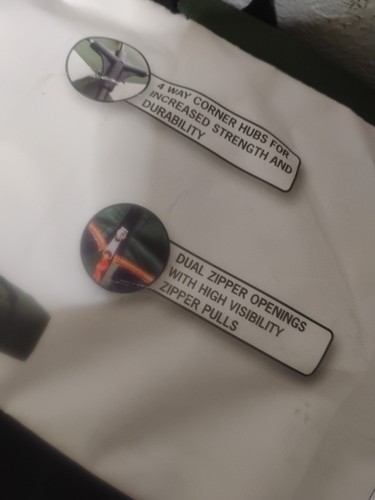 4 WAY CORNER HUBS FOR
INCREASED STRENGTH AND
DURABILITY
DUAL ZIPPER OPENINGS
WITH HIGH VISIBILITY
ZIPPER PULLS